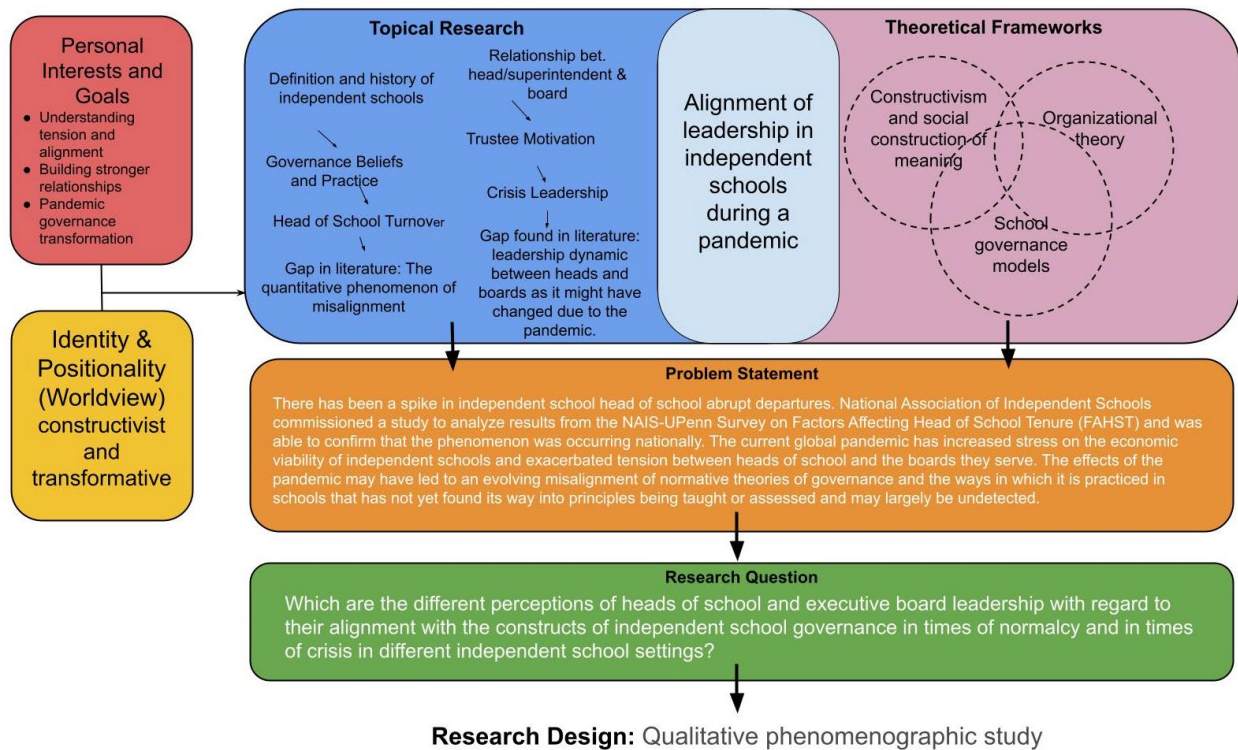 Personal
Interests and
Goals
● Understanding
tension and
alignment
● Building stronger
relationships
● Pandemic
governance
transformation
Identity &
Positionality
(Worldview)
constructivist
and
transformative
Topical Research
Definition and history of
independent schools
Governance Beliefs
and Practice
Head of School Turnover
Gap in literature: The
quantitative phenomenon of
misalignment
Relationship bet.
head/superintendent &
board
Trustee Motivation
Crisis Leadership
Gap found in literature:
leadership dynamic
between heads and
boards as it might have
changed due to the
pandemic.
Alignment of
leadership in
independent
schools
during a
pandemic
Theoretical Frameworks
Constructivism
and social
construction of
meaning
Organizational
theory
School
governance
models
Problem Statement
There has been a spike in independent school head of school abrupt departures. National Association of Independent Schools
commissioned a study to analyze results from the NAIS-UPenn Survey on Factors Affecting Head of School Tenure (FAHST) and was
able to confirm that the phenomenon was occurring nationally. The current global pandemic has increased stress on the economic
viability of independent schools and exacerbated tension between heads of school and the boards they serve. The effects of the
pandemic may have led to an evolving misalignment of normative theories of governance and the ways in which it is practiced in
schools that has not yet found its way into principles being taught or assessed and may largely be undetected.
Research Question
Which are the different perceptions of heads of school and executive board leadership with regard to
their alignment with the constructs of independent school governance in times of normalcy and in times
of crisis in different independent school settings?
Research Design: Qualitative phenomenographic study